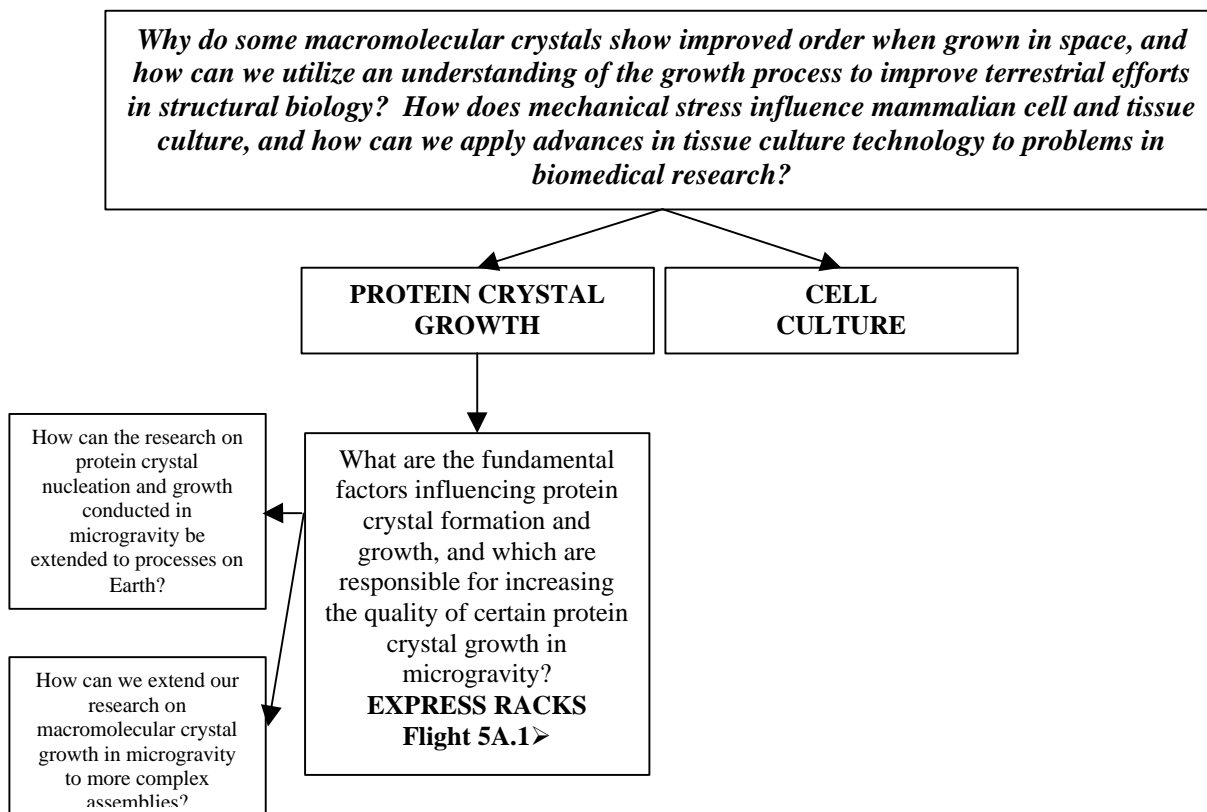 Why do some macromolecular crystals show improved order when grown in space, and
how can we utilize an understanding of the growth process to improve terrestrial efforts
in structural biology?  How does mechanical stress influence mammalian cell and tissue
culture, and how can we apply advances in tissue culture technology to problems in
biomedical research?
PROTEIN CRYSTAL
GROWTH
CELL
CULTURE
How can the research on
protein crystal
nucleation and growth
conducted in
microgravity be
extended to processes on
Earth?
What are the fundamental
factors influencing protein
crystal formation and
growth, and which are
responsible for increasing
the quality of certain protein
crystal growth in
microgravity?
EXPRESS RACKS
Flight 5A.1➢
How can we extend our
research on
macromolecular crystal
growth in microgravity
to more complex
assemblies?